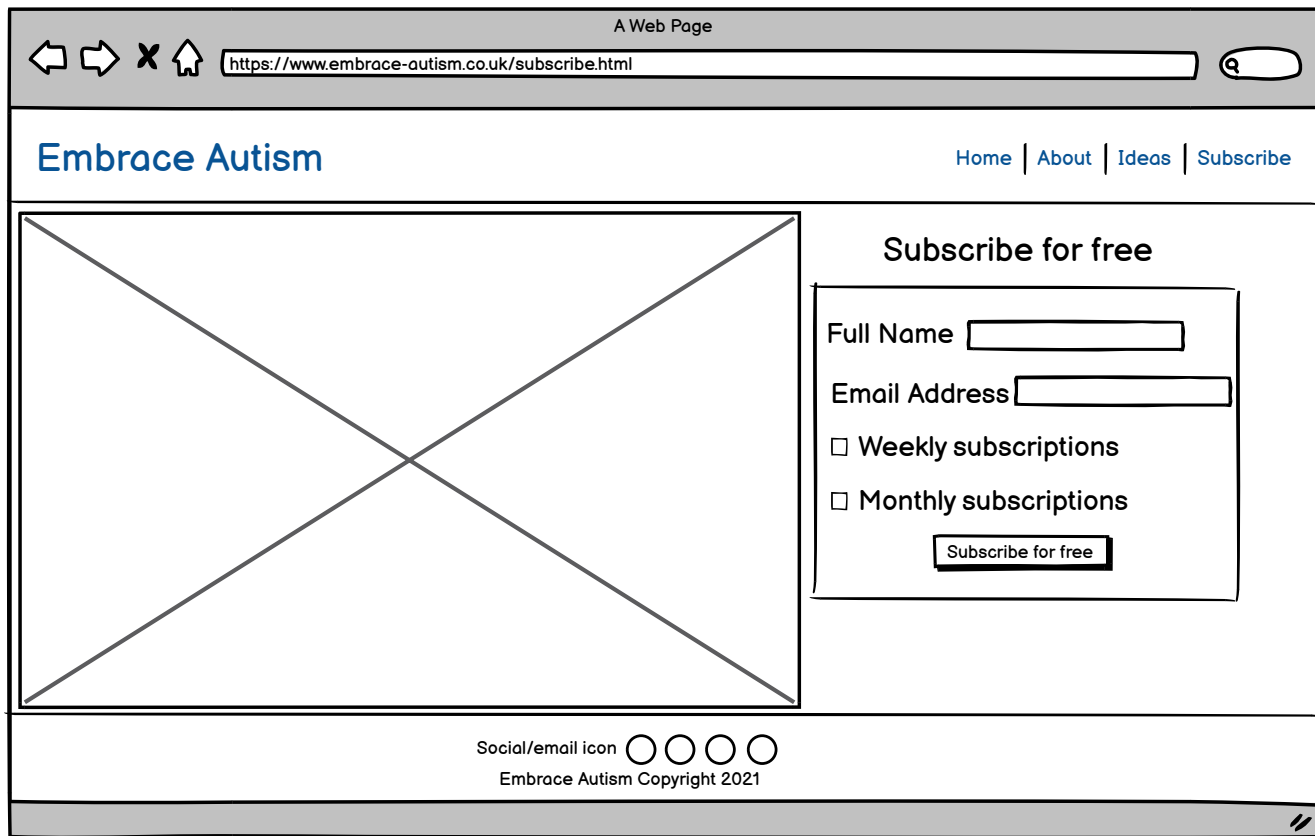 A Web Page
https://www.embrace-autism.co.uk/subscribe.html
Embrace Autism
Home
About
Ideas
Subscribe
Subscribe for free
Full Name
Email Address
Weekly subscriptions
Monthly subscriptions
Subscribe for free
Social/email icon
Embrace Autism Copyright 2021